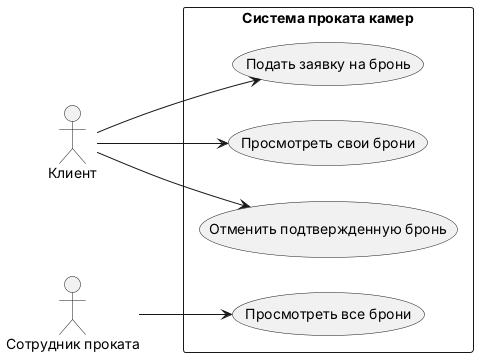 Система проката камер
Подать заявку на бронь
Просмотреть свои брони
Клиент
Отменить подтвержденную бронь
Просмотреть все брони
Сотрудник проката